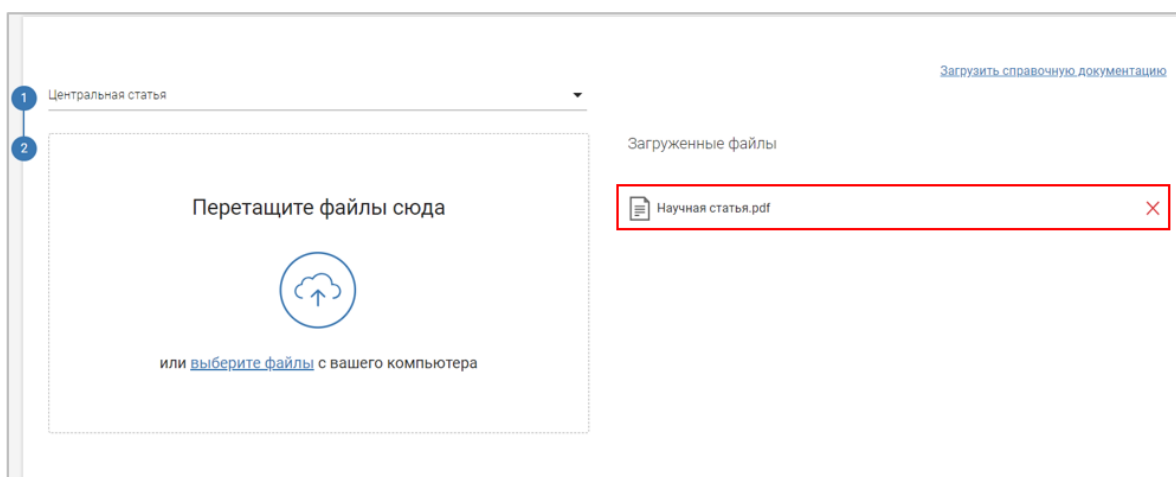 Загрузить справочную документацию
1
Центральная статья
2
Загруженные файлы
Перетащите файлы сюда
Научная статья.pdf
или выберите файлы с вашего компьютера